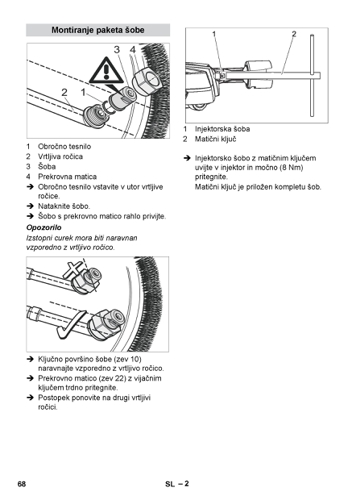 Montiranje paketa šobe
3 4
2 1
1 Obročno tesnilo
2 Vrtljiva ročica
3 Šoba
4 Prekrovna matica
➔ Obročno tesnilo vstavite v utor vrtljive
ročice.
➔ Nataknite šobo.
➔ Šobo s prekrovno matico rahlo privijte.
Opozorilo
Izstopni curek mora biti naravnan
vzporedno z vrtljivo ročico.
➔ Ključno površino šobe (zev 10)
naravnajte vzporedno z vrtljivo ročico.
➔ Prekrovno matico (zev 22) z vijačnim
ključem trdno pritegnite.
➔ Postopek ponovite na drugi vrtljivi
ročici.
1 2
1 Injektorska šoba
2 Matični ključ
➔ Injektorsko šobo z matičnim ključem
uvijte v injektor in močno (8 Nm)
pritegnite.
Matični ključ je priložen kompletu šob.
68 SL – 2